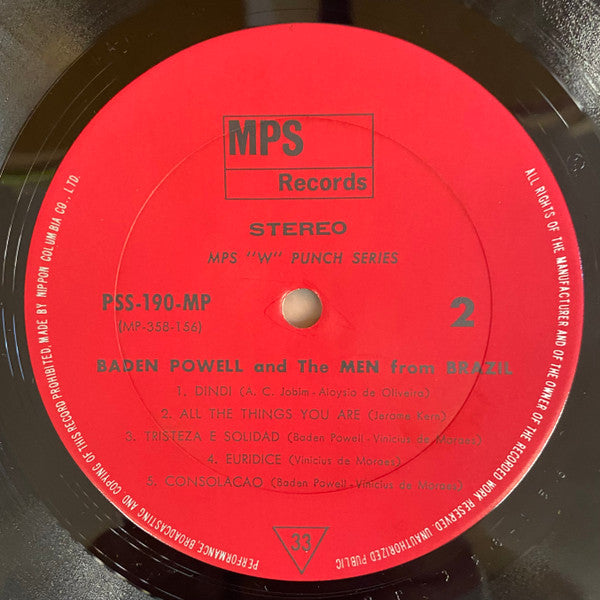 MPS
Records
STEREO
MPS "W" PUNCH SERIES
PSS-190-MP
(MP-358-156)
2
BADEN POWELL and The MEN from BRAZIL
1. DINDI (A. C. Jobim - Aloysio de Oliveira)
2. ALL THE THINGS YOU ARE (Jerome Kern)
3. TRISTEZA E SOLIDAD (Baden Powell - Vinicius de Moraes)
4. EURIDICE (Vinicius de Moraes)
5. CONSOLACAO (Baden Powell - Vinicius de Moraes)
33
ALL RIGHTS OF THE MANUFACTURER AND OF THE OWNER OF THE RECORDED WORK RESERVED. UNAUTHORIZED PUBLIC PERFORMANCE, BROADCASTING AND COPYING OF THIS RECORD PROHIBITED, MADE BY NIPPON COLUMBIA CO., LTD.